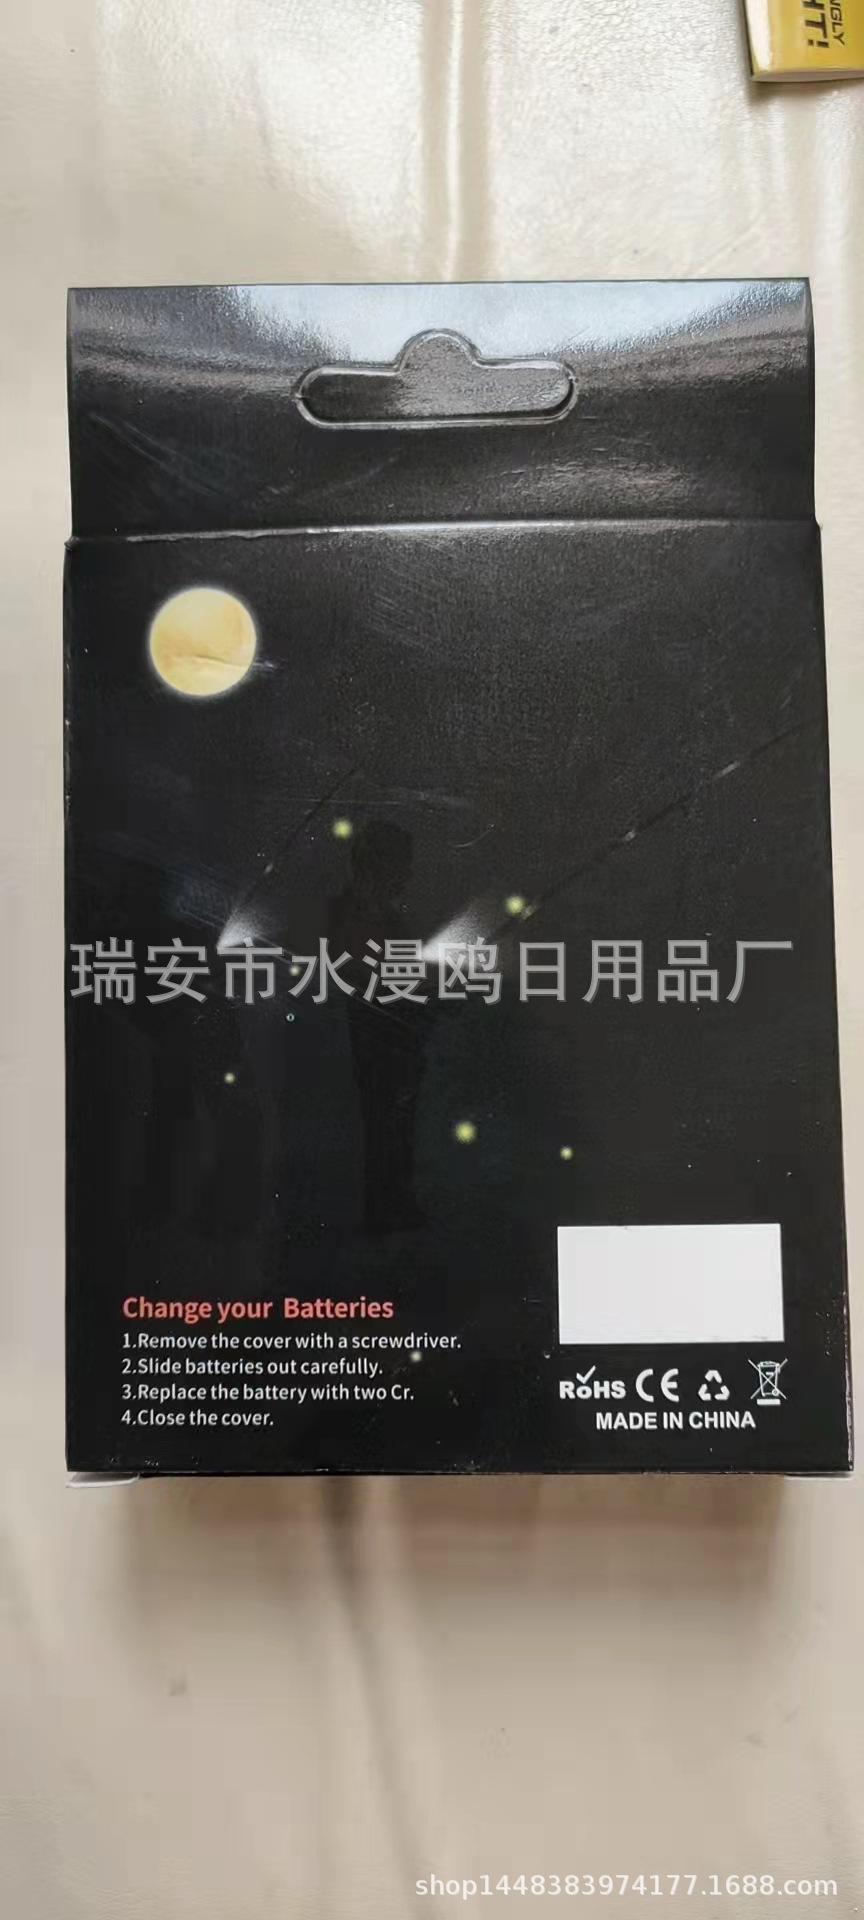 NGLY
HT!
瑞安市水漫鸥日用品厂
Change your Batteries
1.Remove the cover with a screwdriver.
2.Slide batteries out carefully.
3.Replace the battery with two Cr.
4.Close the cover.
RoHS CE
MADE IN CHINA
shop1448383974177.1688.com